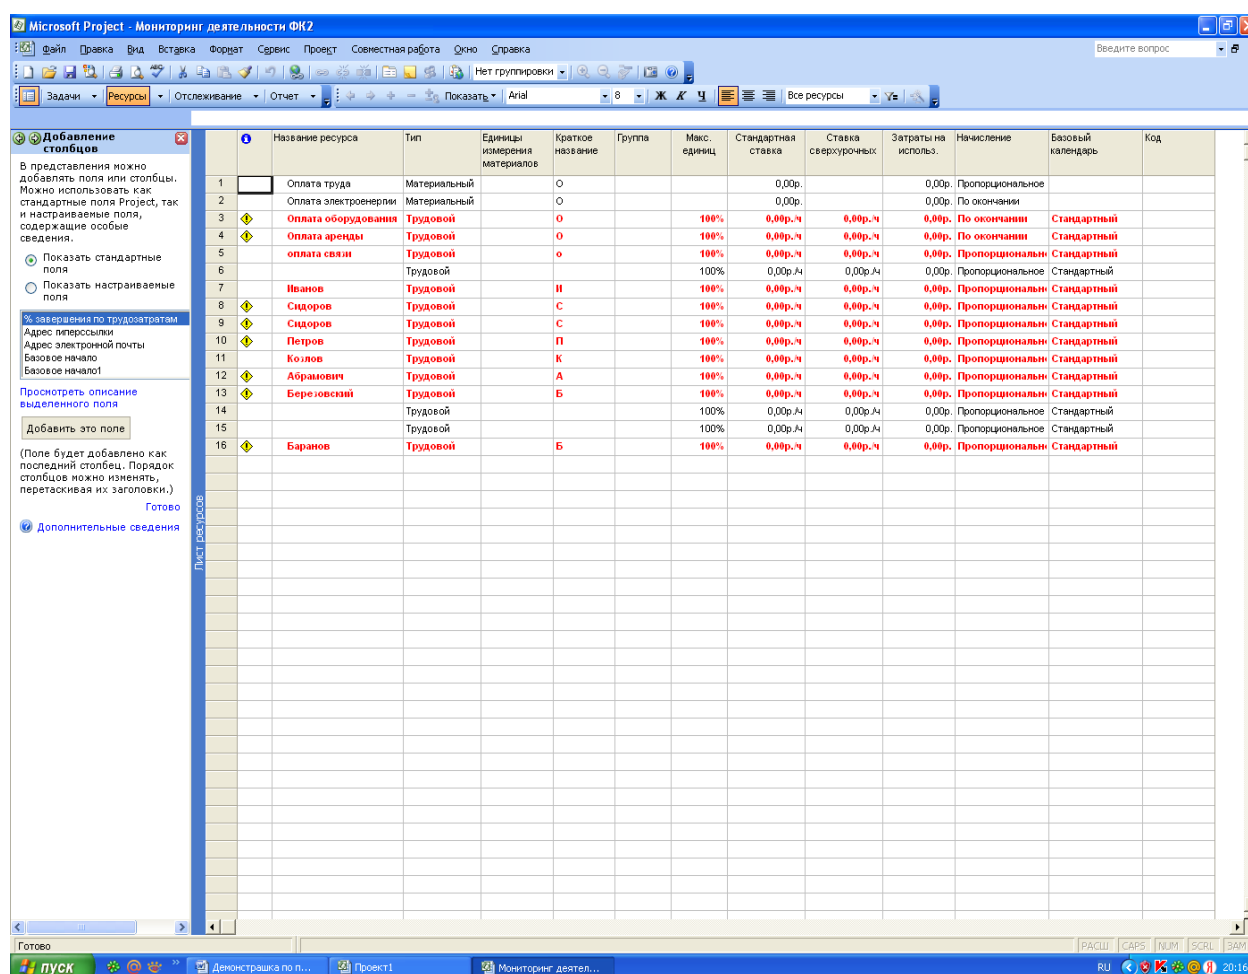 Microsoft Project - Мониторинг деятельности ФК2
Файл Правка Вид Вставка Формат Сервис Проект Совместная работа Окно Справка Введите вопрос
Нет группировки
Задачи Ресурсы Отслеживание Отчет Показать Arial 8 Ж К Ч Все ресурсы
Добавление столбцов
В представления можно
добавлять поля или столбцы.
Можно использовать как
стандартные поля Project, так
и настраиваемые поля,
содержащие особые
сведения.
Показать стандартные
поля
Показать настраиваемые
поля
% завершения по трудозатратам
Адрес гиперссылки
Адрес электронной почты
Базовое начало
Базовое начало1
Просмотреть описание
выделенного поля
Добавить это поле
(Поле будет добавлено как
последний столбец. Порядок
столбцов можно изменять,
перетаскивая их заголовки.)
Готово
Дополнительные сведения
Лист ресурсов
Название ресурса Тип Единицы измерения материалов Краткое название Группа Макс. единиц Стандартная ставка Ставка сверхурочных Затраты на использ. Начисление Базовый календарь Код
1 Оплата труда Материальный О 0,00р. 0,00р. Пропорциональное
2 Оплата электроенергии Материальный О 0,00р. 0,00р. По окончании
3 Оплата оборудования Трудовой О 100% 0,00р./ч 0,00р./ч 0,00р. По окончании Стандартный
4 Оплата аренды Трудовой О 100% 0,00р./ч 0,00р./ч 0,00р. По окончании Стандартный
5 оплата связи Трудовой о 100% 0,00р./ч 0,00р./ч 0,00р. Пропорциональн Стандартный
6 Трудовой 100% 0,00р./ч 0,00р./ч 0,00р. Пропорциональное Стандартный
7 Иванов Трудовой И 100% 0,00р./ч 0,00р./ч 0,00р. Пропорциональн Стандартный
8 Сидоров Трудовой С 100% 0,00р./ч 0,00р./ч 0,00р. Пропорциональн Стандартный
9 Сидоров Трудовой С 100% 0,00р./ч 0,00р./ч 0,00р. Пропорциональн Стандартный
10 Петров Трудовой П 100% 0,00р./ч 0,00р./ч 0,00р. Пропорциональн Стандартный
11 Козлов Трудовой К 100% 0,00р./ч 0,00р./ч 0,00р. Пропорциональн Стандартный
12 Абрамович Трудовой А 100% 0,00р./ч 0,00р./ч 0,00р. Пропорциональн Стандартный
13 Березовский Трудовой Б 100% 0,00р./ч 0,00р./ч 0,00р. Пропорциональн Стандартный
14 Трудовой 100% 0,00р./ч 0,00р./ч 0,00р. Пропорциональное Стандартный
15 Трудовой 100% 0,00р./ч 0,00р./ч 0,00р. Пропорциональное Стандартный
16 Баранов Трудовой Б 100% 0,00р./ч 0,00р./ч 0,00р. Пропорциональн Стандартный
Готово РАСШ CAPS NUM SCRL ЗАМ
пуск Демонстрашка по п... Проект1 Мониторинг деятел... RU 20:16